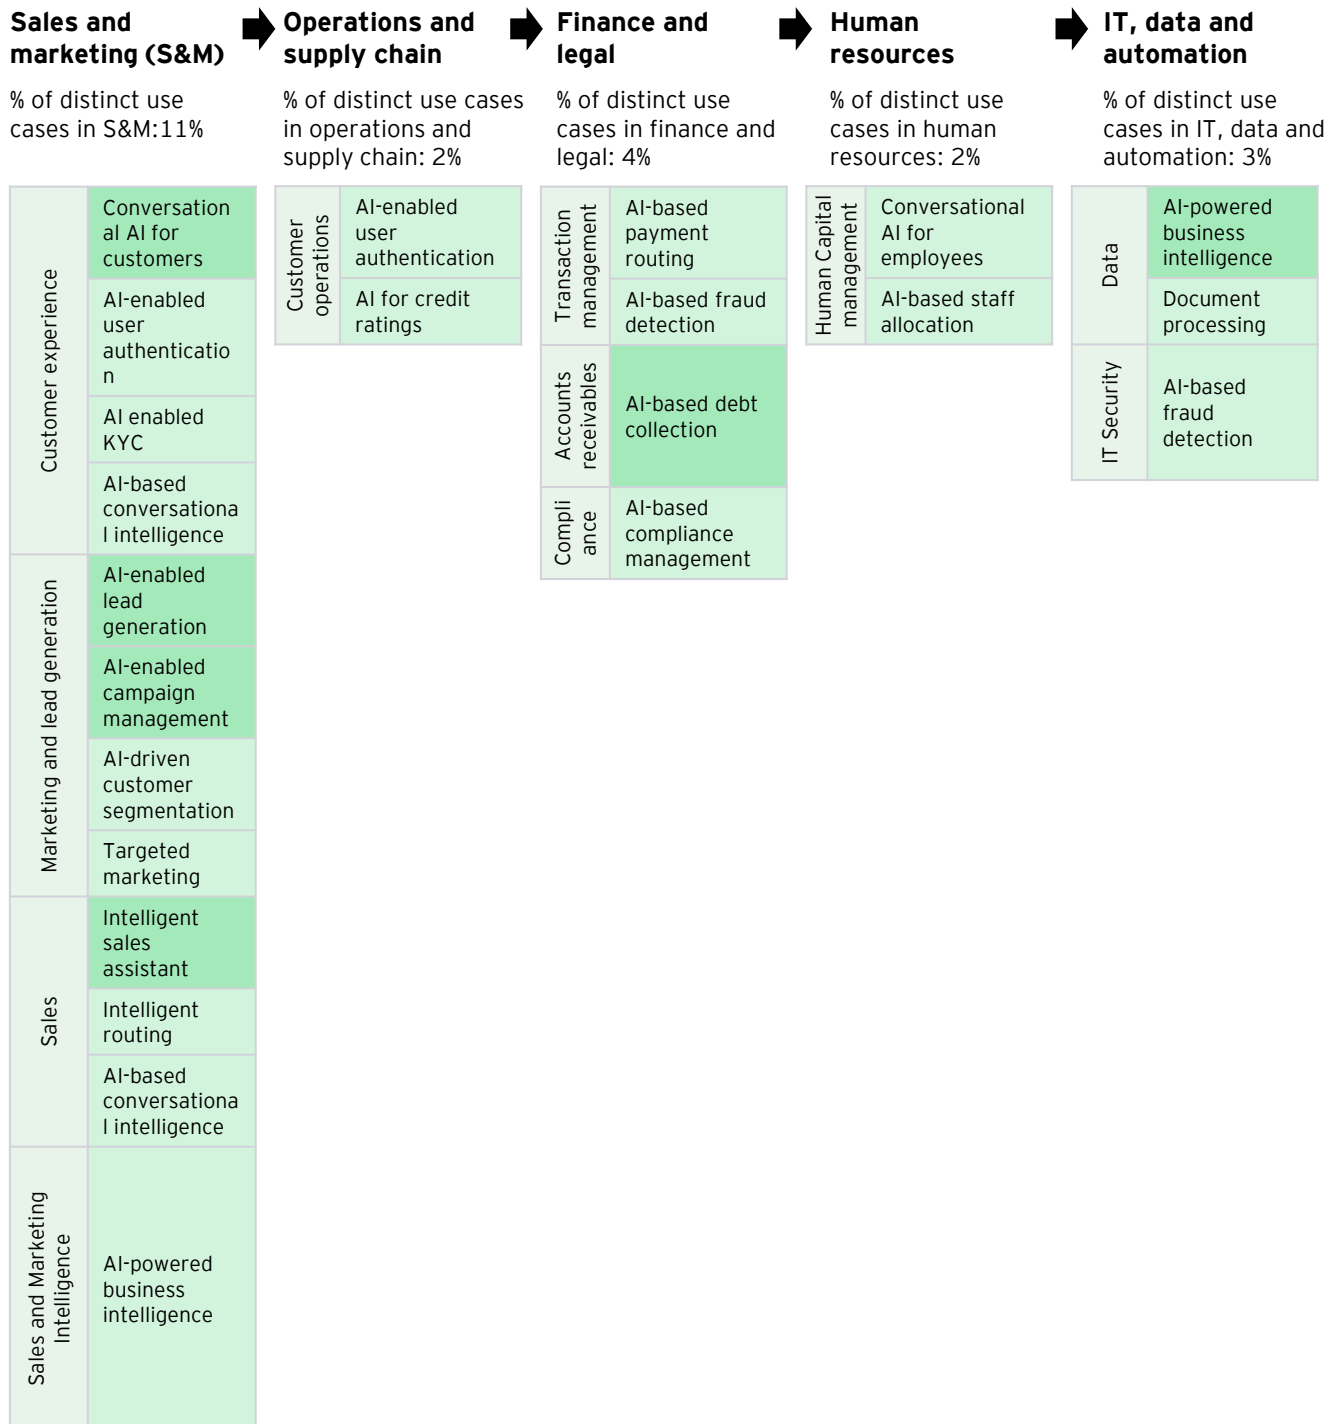 Sales and
marketing (S&M)
% of distinct use
cases in S&M:11%
Customer experience
Conversation
al AI for
customers
AI-enabled
user
authenticatio
n
AI enabled
KYC
AI-based
conversationa
l intelligence
Marketing and lead generation
AI-enabled
lead
generation
AI-enabled
campaign
management
AI-driven
customer
segmentation
Targeted
marketing
Sales
Intelligent
sales
assistant
Intelligent
routing
AI-based
conversationa
l intelligence
Sales and Marketing
Intelligence
AI-powered
business
intelligence
Operations and
supply chain
% of distinct use cases
in operations and
supply chain: 2%
Customer
operations
AI-enabled
user
authentication
AI for credit
ratings
Finance and
legal
% of distinct use
cases in finance and
legal: 4%
Transaction
management
AI-based
payment
routing
AI-based fraud
detection
Accounts
receivables
AI-based debt
collection
Compli
ance
AI-based
compliance
management
Human
resources
% of distinct use
cases in human
resources: 2%
Human Capital
management
Conversational
AI for
employees
AI-based staff
allocation
IT, data and
automation
% of distinct use
cases in IT, data and
automation: 3%
Data
AI-powered
business
intelligence
Document
processing
IT Security
AI-based
fraud
detection